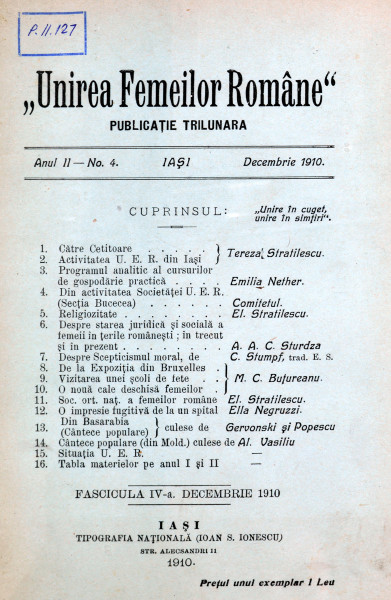 P.II.127
„Unirea Femeilor Române“
PUBLICAȚIE TRILUNARA
Anul II — No. 4. IAȘI Decembrie 1910.
CUPRINSUL: „Unire în cuget,
unire în simțiri“.
1. Către Cetitoare . . . . .
2. Activitatea U. E. R. din Iași } Tereza Stratilescu.
3. Programul analitic al cursurilor
de gospodărie practică . . . . Emilia Nether.
4. Din activitatea Societăței U. E. R.
(Secția Bucecea) . . . . . Comitetul.
5. Religiozitate . . . . . . El. Stratilescu.
6. Despre starea juridică și socială a
femeii in țerile românești ; in trecut
și in prezent . . . . . . . . A. A. C. Sturdza
7. Despre Scepticismul moral, de C. Stumpf, trad. E. S.
8. De la Expoziția din Bruxelles .
9. Vizitarea unei școli de fete . . } M. C. Buțureanu.
10. O nouă cale deschisă femeilor .
11. Soc. ort. naț. a femeilor române El. Stratilescu.
12. O impresie fugitivă de la un spital Ella Negruzzi.
13. Din Basarabia
(Cântece populare) } culese de Gervonski și Popescu
14. Cântece populare (din Mold.) culese de Al. Vasiliu
15. Situația U. E. R. —
16. Tabla materielor pe anul I și II —
FASCICULA IV-a. DECEMBRIE 1910
IAȘI
TIPOGRAFIA NAȚIONALĂ (IOAN S. IONESCU)
STR. ALECSANDRI II
1910.
Prețul unui exemplar 1 Leu